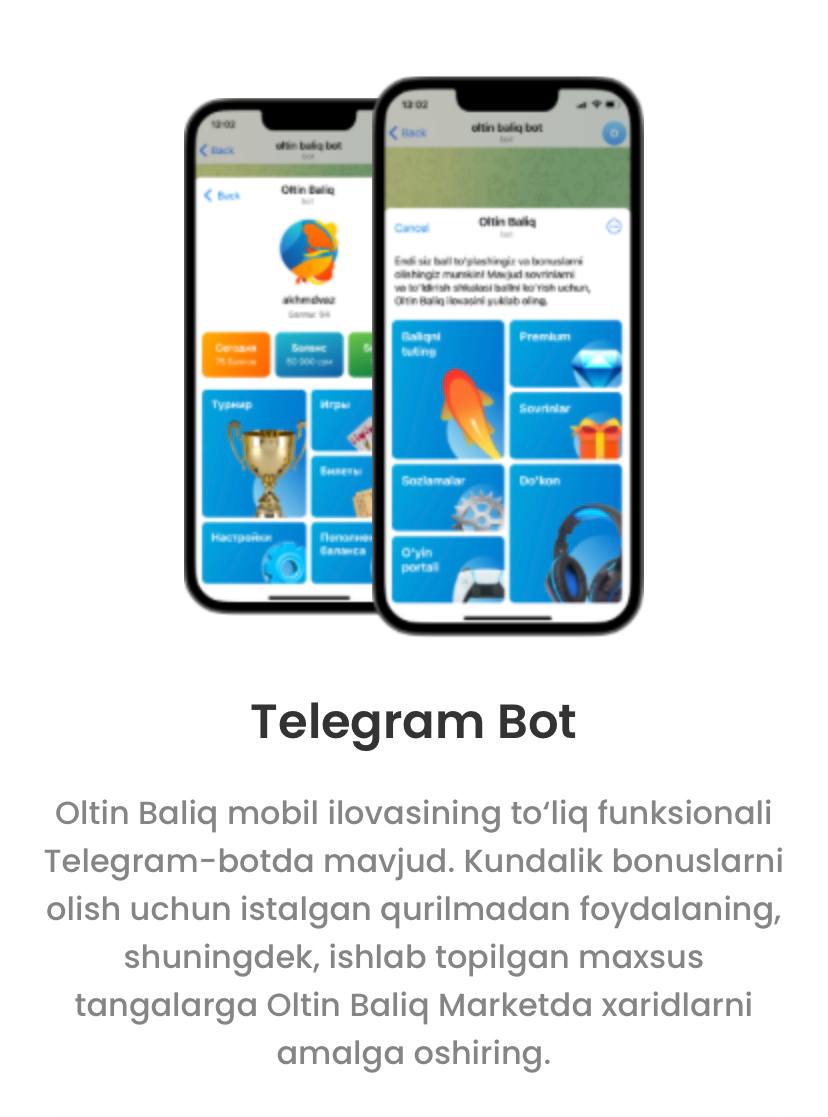 12:02
Back
oltin baliq bot
bot
Back
Oltin Baliq
bot
akhmdvaz
Баллы: 94
Сегодня
75 баллов
Баланс
50 000 сум
Турнир
Игры
Билеты
Настройки
баланса
12:02
Back
oltin baliq bot
bot
Cancel
Oltin Baliq
bot
Endi siz ball to'plashingiz va bonuslarni
olishingiz mumkin! Mavjud sovrinlarni
va to'ldirish shkalasi ballni ko'rish uchun,
Oltin Baliq ilovasini yuklab oling.
Baliqni
tuting
Premium
Sovrinlar
Sozlamalar
Do'kon
O'yin
portali
Telegram Bot
Oltin Baliq mobil ilovasining to‘liq funksionali
Telegram-botda mavjud. Kundalik bonuslarni
olish uchun istalgan qurilmadan foydalaning,
shuningdek, ishlab topilgan maxsus
tangalarga Oltin Baliq Marketda xaridlarni
amalga oshiring.